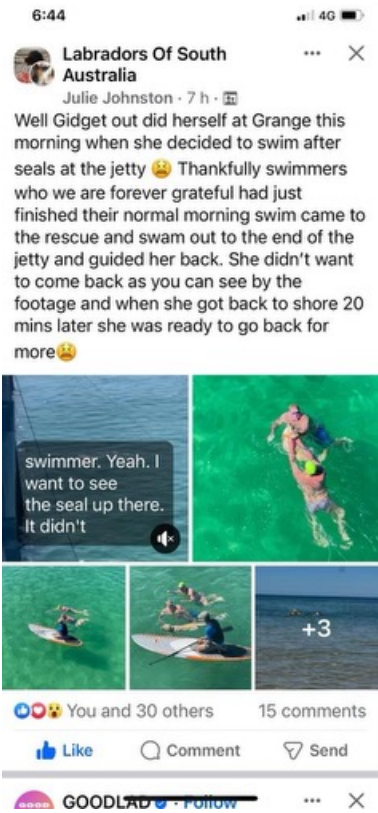 6:44
4G
Labradors Of South
Australia
Julie Johnston · 7 h ·
Well Gidget out did herself at Grange this
morning when she decided to swim after
seals at the jetty 😫 Thankfully swimmers
who we are forever grateful had just
finished their normal morning swim came to
the rescue and swam out to the end of the
jetty and guided her back. She didn't want
to come back as you can see by the
footage and when she got back to shore 20
mins later she was ready to go back for
more😫
swimmer. Yeah. I
want to see
the seal up there.
It didn't
+3
You and 30 others
15 comments
Like
Comment
Send
GOOD
GOODLAD · Follow